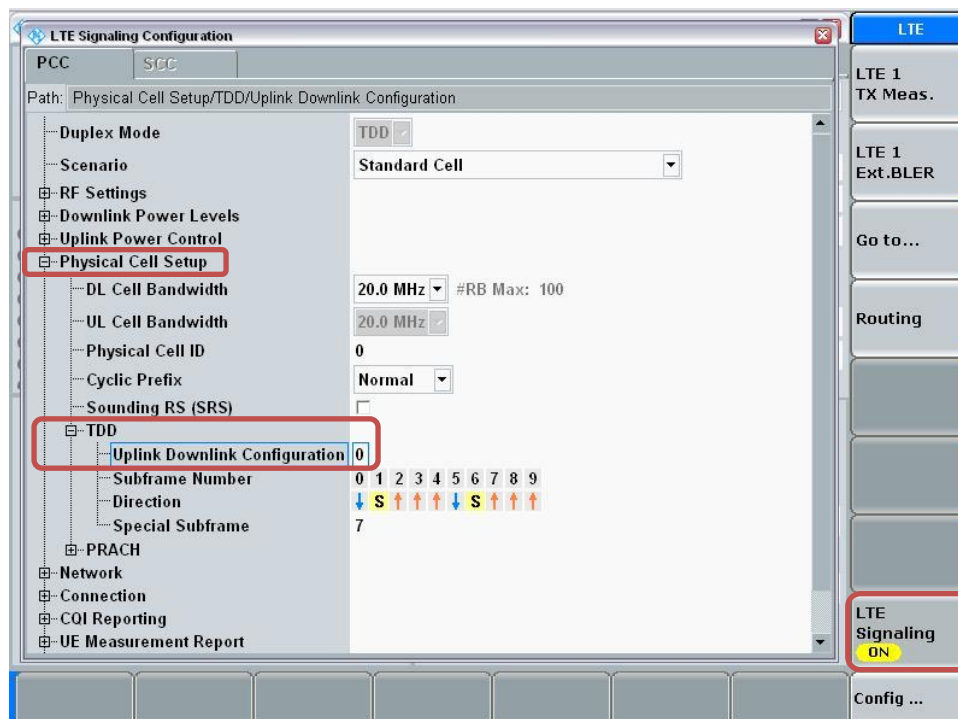 LTE Signaling Configuration
LTE
PCC
SCC
Path: Physical Cell Setup/TDD/Uplink Downlink Configuration
Duplex Mode TDD
Scenario Standard Cell
RF Settings
Downlink Power Levels
Uplink Power Control
Physical Cell Setup
DL Cell Bandwidth 20.0 MHz #RB Max: 100
UL Cell Bandwidth 20.0 MHz
Physical Cell ID 0
Cyclic Prefix Normal
Sounding RS (SRS)
TDD
Uplink Downlink Configuration 0
Subframe Number 0 1 2 3 4 5 6 7 8 9
Direction ↓ S ↑ ↑ ↑ ↓ S ↑ ↑ ↑
Special Subframe 7
PRACH
Network
Connection
CQI Reporting
UE Measurement Report
LTE 1
TX Meas.
LTE 1
Ext.BLER
Go to...
Routing
LTE
Signaling
ON
Config ...